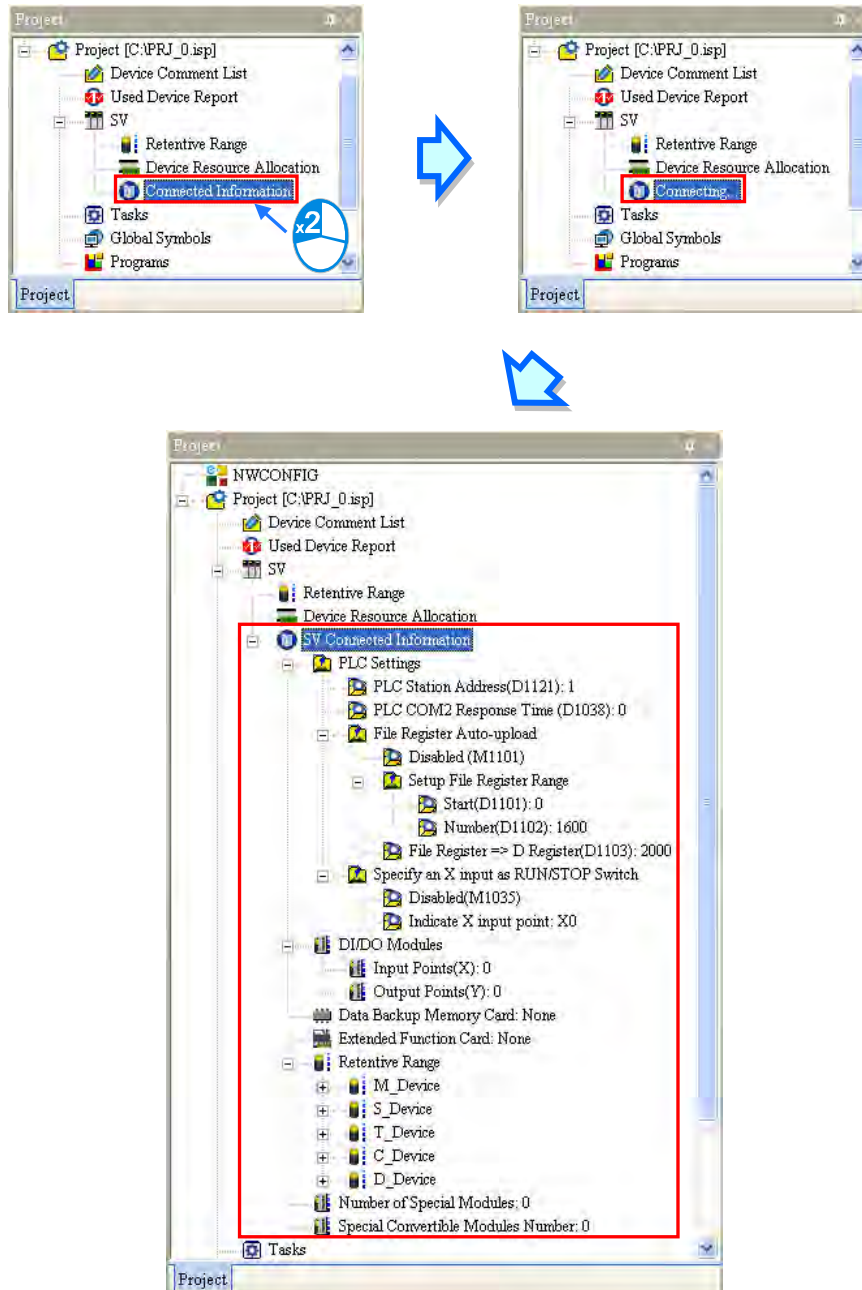 Project
Project [C:\PRJ_0.isp]
Device Comment List
Used Device Report
SV
Retentive Range
Device Resource Allocation
Connected Information
x2
Tasks
Global Symbols
Programs
Project
Project
Project [C:\PRJ_0.isp]
Device Comment List
Used Device Report
SV
Retentive Range
Device Resource Allocation
Connecting...
Tasks
Global Symbols
Programs
Project
Project
NWCONFIG
Project [C:\PRJ_0.isp]
Device Comment List
Used Device Report
SV
Retentive Range
Device Resource Allocation
SV Connected Information
PLC Settings
PLC Station Address(D1121): 1
PLC COM2 Response Time (D1038): 0
File Register Auto-upload
Disabled (M1101)
Setup File Register Range
Start(D1101): 0
Number(D1102): 1600
File Register => D Register(D1103): 2000
Specify an X input as RUN/STOP Switch
Disabled(M1035)
Indicate X input point: X0
DI/DO Modules
Input Points(X): 0
Output Points(Y): 0
Data Backup Memory Card: None
Extended Function Card: None
Retentive Range
M_Device
S_Device
T_Device
C_Device
D_Device
Number of Special Modules: 0
Special Convertible Modules Number: 0
Tasks
Project